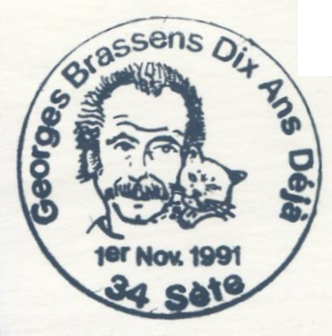 Georges Brassens Dix Ans Déjà
1er Nov. 1991
34 Sète